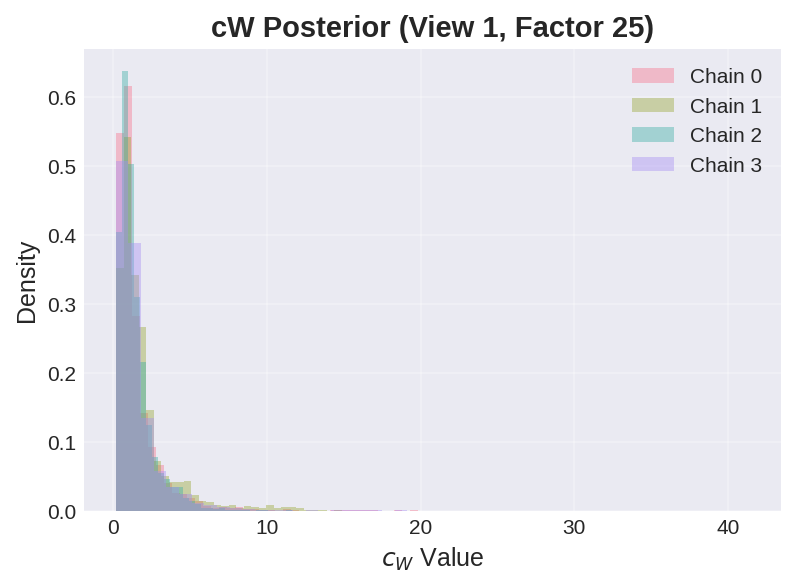 cW Posterior (View 1, Factor 25)
Chain 0
Chain 1
Chain 2
Chain 3
Density
0.6
0.5
0.4
0.3
0.2
0.1
0.0
0 10 20 30 40
c_W Value